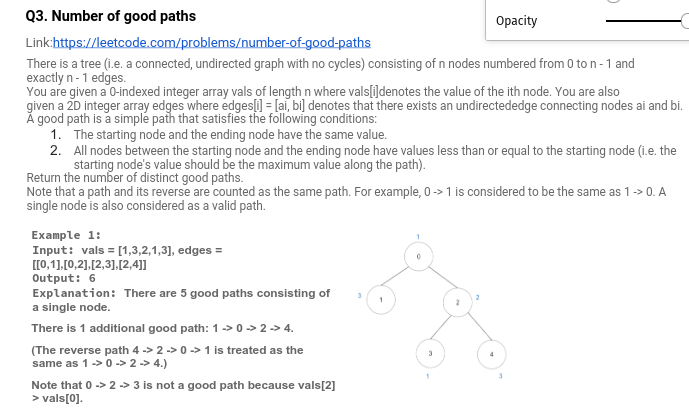 Q3. Number of good paths
Opacity
Link:https://leetcode.com/problems/number-of-good-paths
There is a tree (i.e. a connected, undirected graph with no cycles) consisting of n nodes numbered from 0 to n - 1 and
exactly n - 1 edges.
You are given a 0-indexed integer array vals of length n where vals[i]denotes the value of the ith node. You are also
given a 2D integer array edges where edges[i] = [ai, bi] denotes that there exists an undirectededge connecting nodes ai and bi.
A good path is a simple path that satisfies the following conditions:
1. The starting node and the ending node have the same value.
2. All nodes between the starting node and the ending node have values less than or equal to the starting node (i.e. the
starting node's value should be the maximum value along the path).
Return the number of distinct good paths.
Note that a path and its reverse are counted as the same path. For example, 0 -> 1 is considered to be the same as 1 -> 0. A
single node is also considered as a valid path.
Example 1:
Input: vals = [1,3,2,1,3], edges =
[[0,1],[0,2],[2,3],[2,4]]
Output: 6
Explanation: There are 5 good paths consisting of
a single node.
There is 1 additional good path: 1 -> 0 -> 2 -> 4.
(The reverse path 4 -> 2 -> 0 -> 1 is treated as the
same as 1 -> 0 -> 2 -> 4.)
Note that 0 -> 2 -> 3 is not a good path because vals[2]
> vals[0].
1
0
3
1
2
2
3
4
1
3